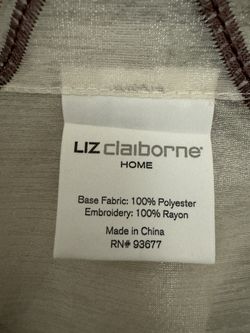 LIZ claiborne
HOME
Base Fabric: 100% Polyester
Embroidery: 100% Rayon
Made in China
RN# 93677